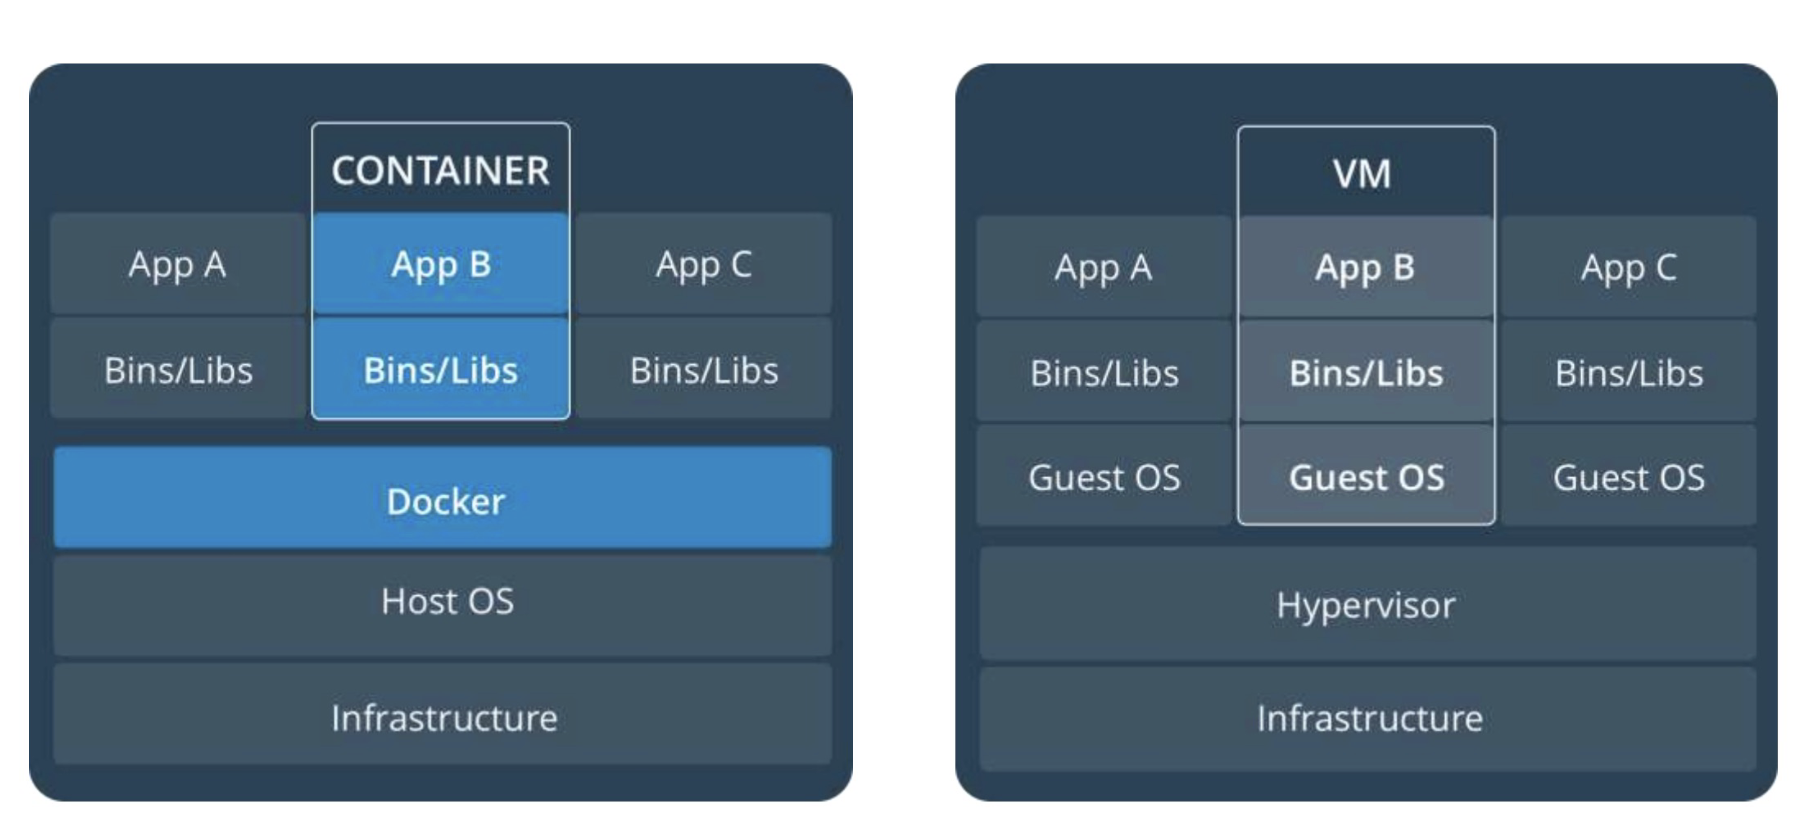 CONTAINER
App A App B App C
Bins/Libs Bins/Libs Bins/Libs
Docker
Host OS
Infrastructure
VM
App A App B App C
Bins/Libs Bins/Libs Bins/Libs
Guest OS Guest OS Guest OS
Hypervisor
Infrastructure